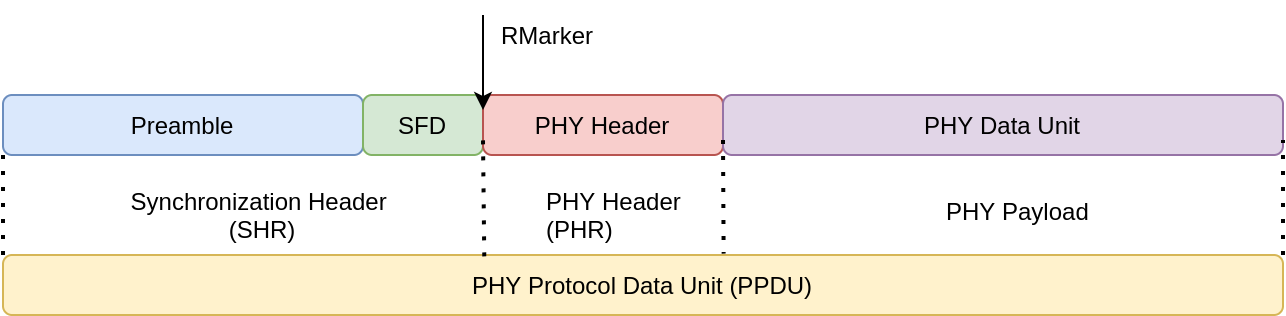 RMarker
Preamble
SFD
PHY Header
PHY Data Unit
Synchronization Header
(SHR)
PHY Header
(PHR)
PHY Payload
PHY Protocol Data Unit (PPDU)